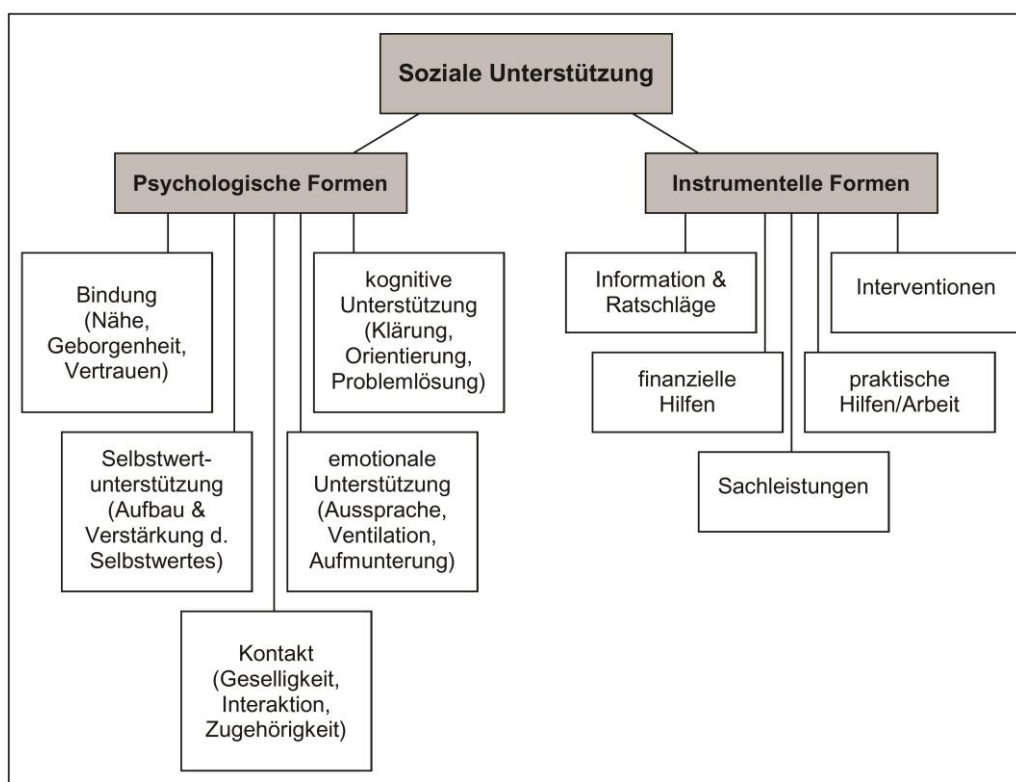 Soziale Unterstützung
Psychologische Formen
Bindung
(Nähe,
Geborgenheit,
Vertrauen)
kognitive
Unterstützung
(Klärung,
Orientierung,
Problemlösung)
Selbstwert-
unterstützung
(Aufbau &
Verstärkung d.
Selbstwertes)
emotionale
Unterstützung
(Aussprache,
Ventilation,
Aufmunterung)
Kontakt
(Geselligkeit,
Interaktion,
Zugehörigkeit)
Instrumentelle Formen
Information &
Ratschläge
Interventionen
finanzielle
Hilfen
praktische
Hilfen/Arbeit
Sachleistungen